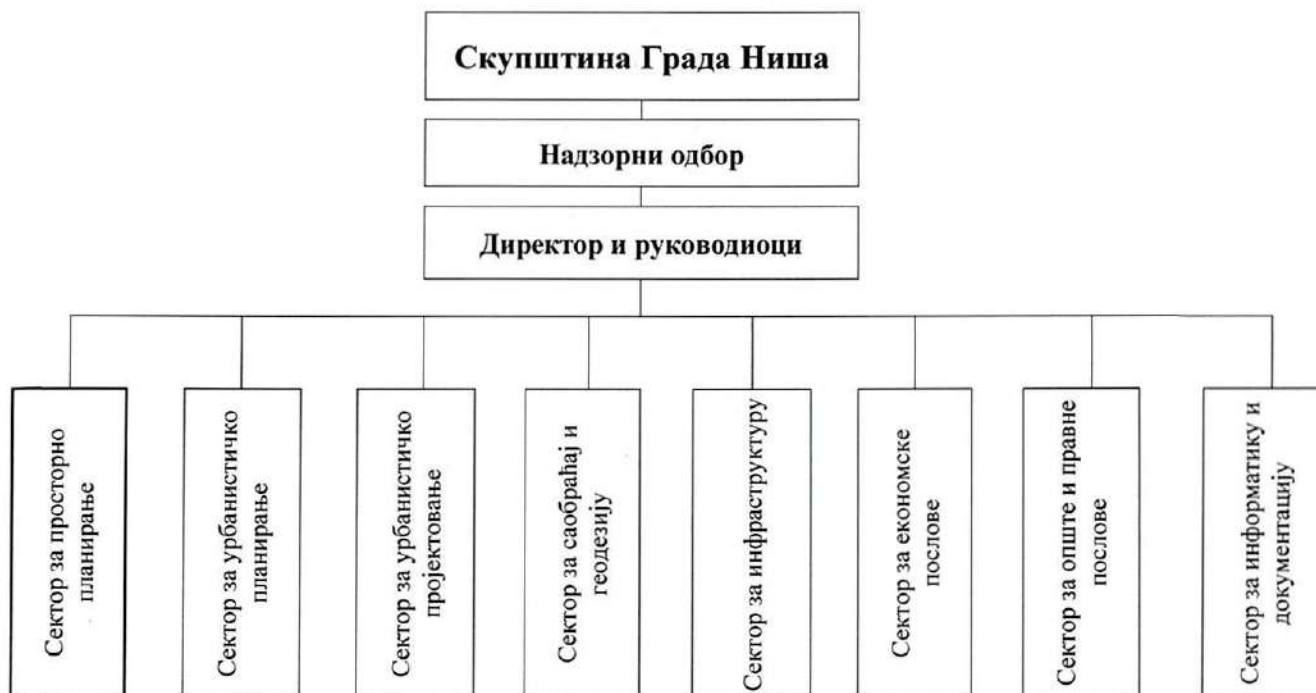 Скупштина Града Ниша
Надзорни одбор
Директор и руководиоци
Сектор за просторно
планирање
Сектор за урбанистичко
планирање
Сектор за урбанистичко
пројектовање
Сектор за саобраћај и
геодезију
Сектор за инфраструктуру
Сектор за економске
послове
Сектор за опште и правне
послове
Сектор за информатику и
документацију